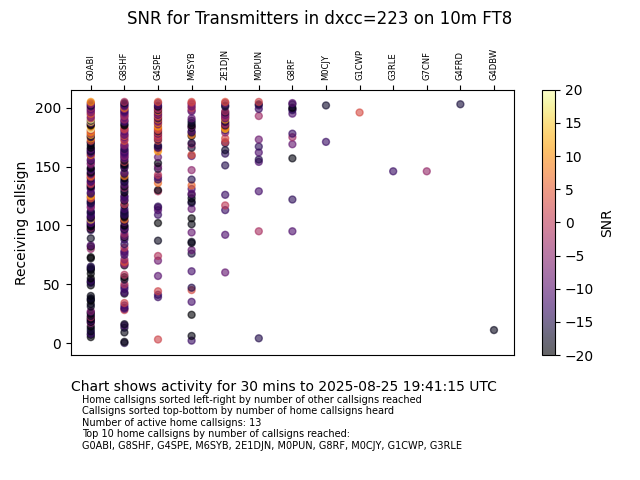 SNR for Transmitters in dxcc=223 on 10m FT8
G0ABI G8SHF G4SPE M6SYB 2E1DJN M0PUN G8RF M0CJY G1CWP G3RLE G7CNF G4FRD G4DBW
200
150
100
50
0
Receiving callsign
20
15
10
5
0
−5
−10
−15
−20
SNR
Chart shows activity for 30 mins to 2025-08-25 19:41:15 UTC
Home callsigns sorted left-right by number of other callsigns reached
Callsigns sorted top-bottom by number of home callsigns heard
Number of active home callsigns: 13
Top 10 home callsigns by number of callsigns reached:
G0ABI, G8SHF, G4SPE, M6SYB, 2E1DJN, M0PUN, G8RF, M0CJY, G1CWP, G3RLE